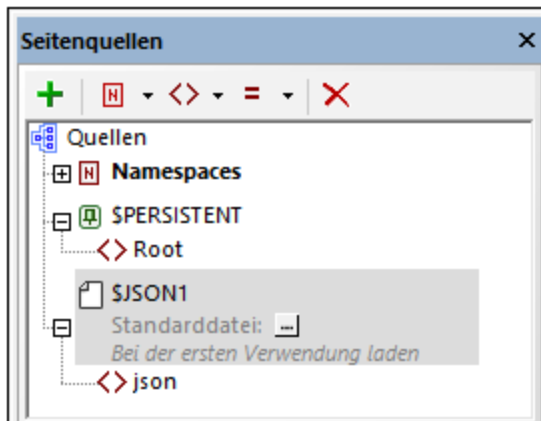 Seitenquellen
N <> =
Quellen
N Namespaces
$PERSISTENT
<> Root
$JSON1
Standarddatei: ...
Bei der ersten Verwendung laden
<> json